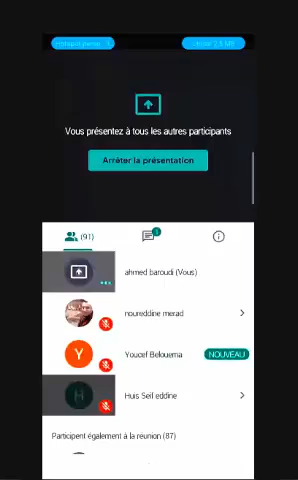 Vous présentez à tous les autres participants
Arrêter la présentation
(91)
ahmed baroudi (Vous)
noureddine merad
Y
Youcef Belouema
NOUVEAU
H
Huis Seif eddine
Participent également à la réunion (87)